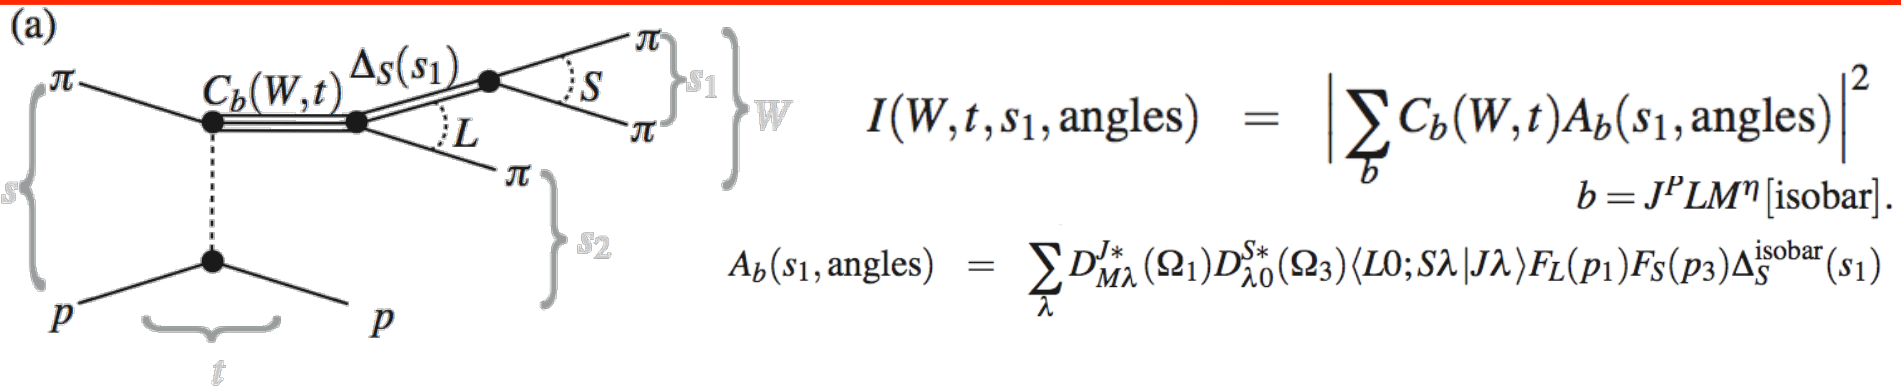 (a)
π
C_b(W,t)
Δ_S(s_1)
π
S
s_1
W
L
π
π
s
s_2
p
p
t
I(W,t,s_1,angles) = |∑_b C_b(W,t)A_b(s_1,angles)|^2
b = J^P LM^η[isobar].
A_b(s_1,angles) = ∑_λ D^{J*}_{Mλ}(Ω_1)D^{S*}_{λ0}(Ω_3)⟨L0;Sλ|Jλ⟩F_L(p_1)F_S(p_3)Δ_S^{isobar}(s_1)